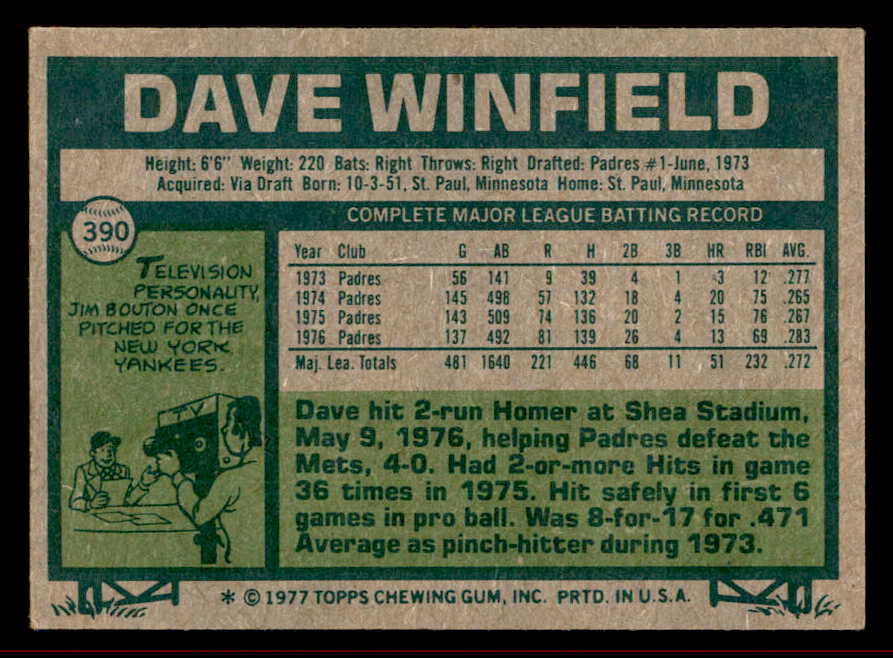 DAVE WINFIELD
Height: 6'6" Weight: 220 Bats: Right Throws: Right Drafted: Padres #1-June, 1973
Acquired: Via Draft Born: 10-3-51, St. Paul, Minnesota Home: St. Paul, Minnesota
390
TELEVISION
PERSONALITY,
JIM BOUTON ONCE
PITCHED FOR THE
NEW YORK
YANKEES.
TV
COMPLETE MAJOR LEAGUE BATTING RECORD
Year Club G AB R H 2B 3B HR RBI AVG.
1973 Padres 56 141 9 39 4 1 3 12 .277
1974 Padres 145 498 57 132 18 4 20 75 .265
1975 Padres 143 509 74 136 20 2 15 76 .267
1976 Padres 137 492 81 139 26 4 13 69 .283
Maj. Lea. Totals 481 1640 221 446 68 11 51 232 .272
Dave hit 2-run Homer at Shea Stadium,
May 9, 1976, helping Padres defeat the
Mets, 4-0. Had 2-or-more Hits in game
36 times in 1975. Hit safely in first 6
games in pro ball. Was 8-for-17 for .471
Average as pinch-hitter during 1973.
* © 1977 TOPPS CHEWING GUM, INC. PRTD. IN U.S.A.